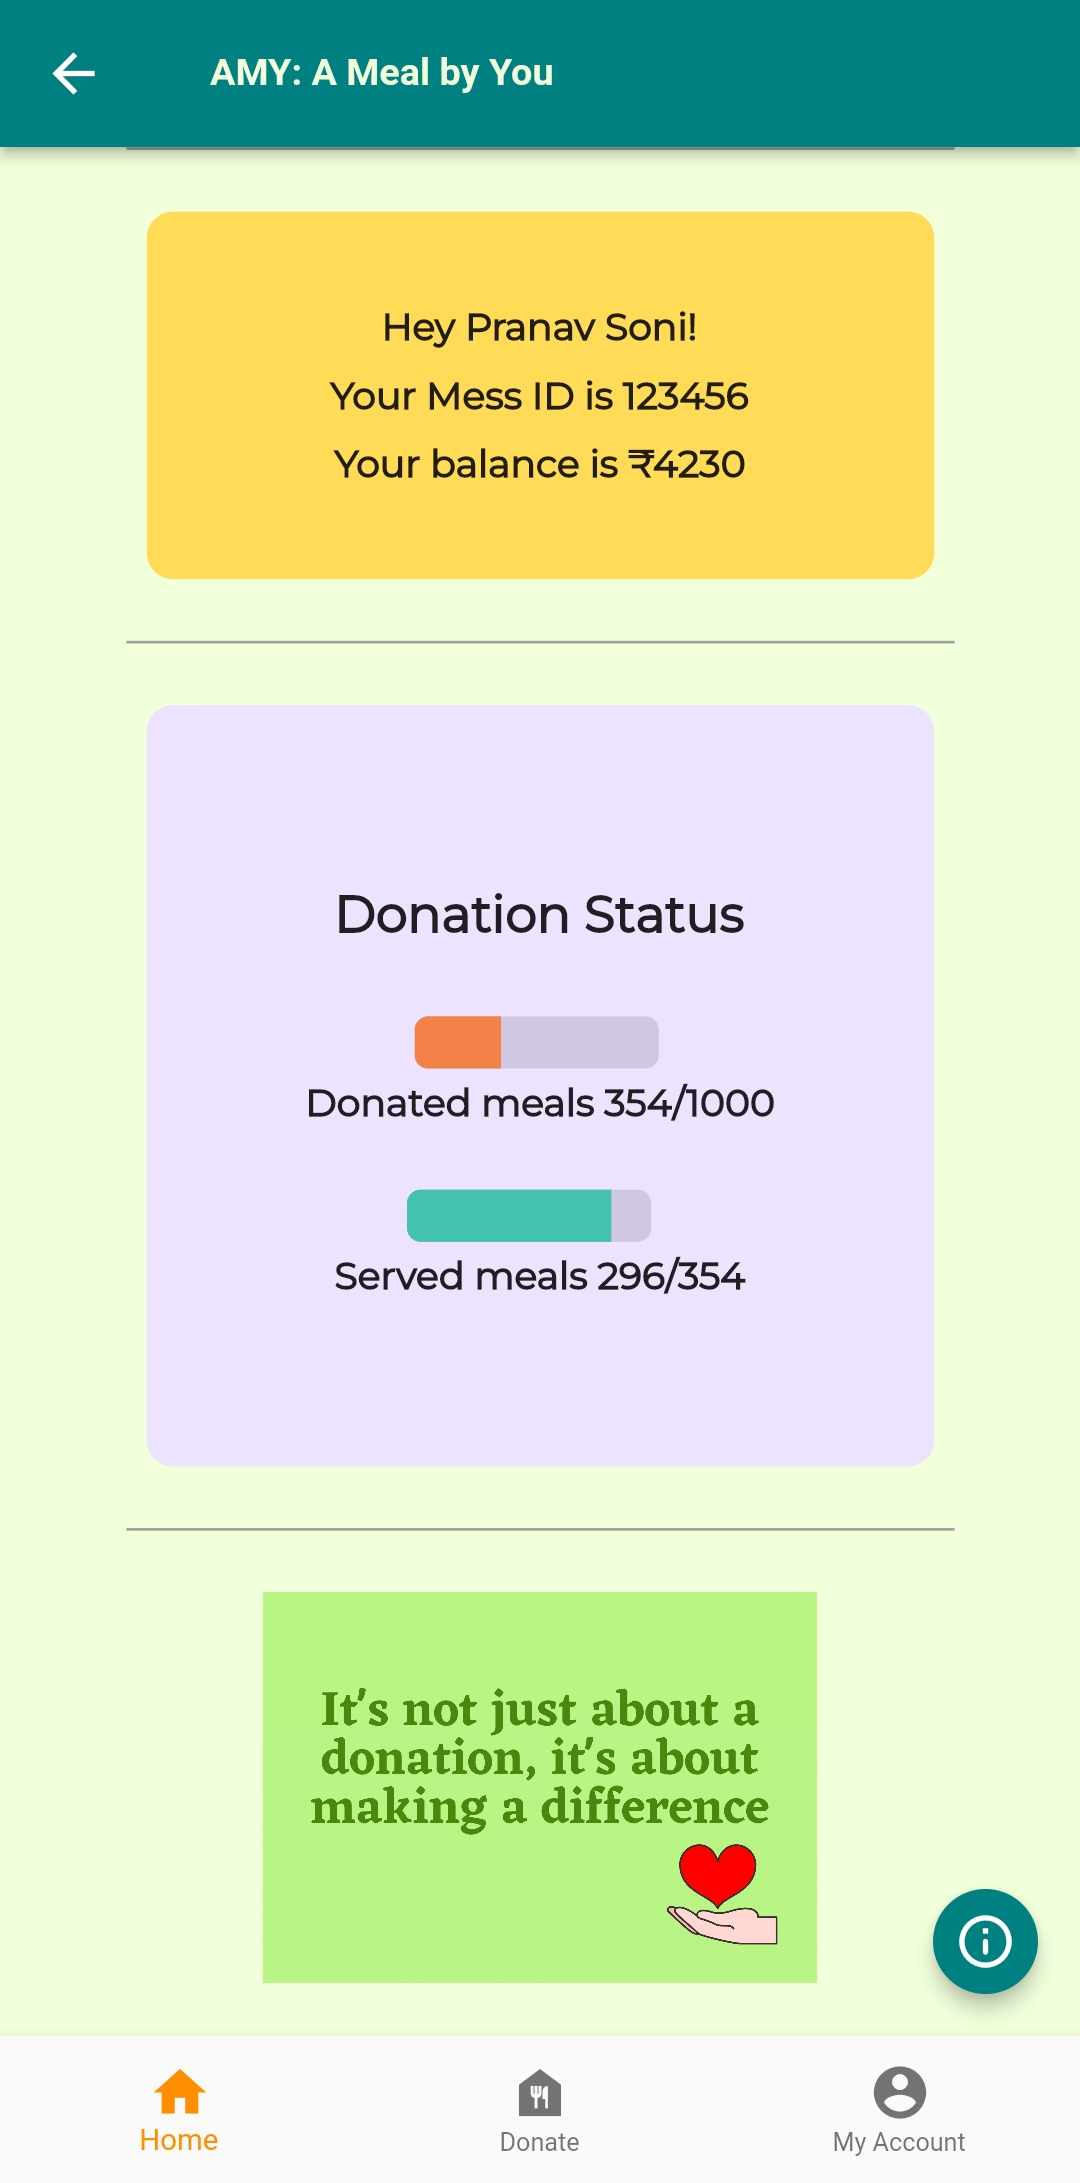 AMY: A Meal by You
Hey Pranav Soni!
Your Mess ID is 123456
Your balance is ₹4230
Donation Status
Donated meals 354/1000
Served meals 296/354
It's not just about a
donation, it's about
making a difference
Home
Donate
My Account